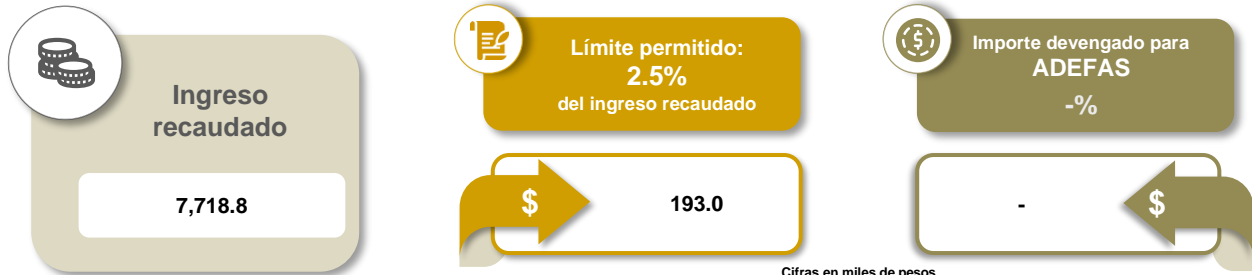 Ingreso
recaudado
7,718.8
Límite permitido:
2.5%
del ingreso recaudado
$
193.0
Importe devengado para
ADEFAS
-%
-
$
Cifras en miles de pesos